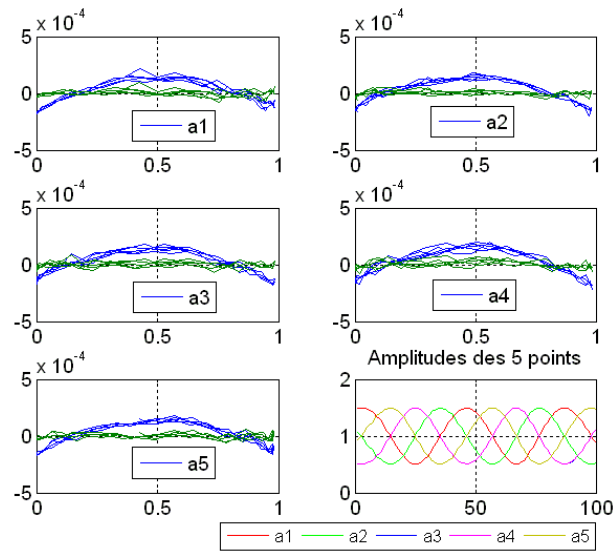 x 10⁻⁴ x 10⁻⁴
5 5
0 0
a1 a2
-5 -5
0 0.5 1 0 0.5 1
x 10⁻⁴ x 10⁻⁴
5 5
0 0
a3 a4
-5 -5
0 0.5 1 0 0.5 1
x 10⁻⁴ Amplitudes des 5 points
5 2
0 1
a5
-5 0
0 0.5 1 0 50 100
a1 a2 a3 a4 a5